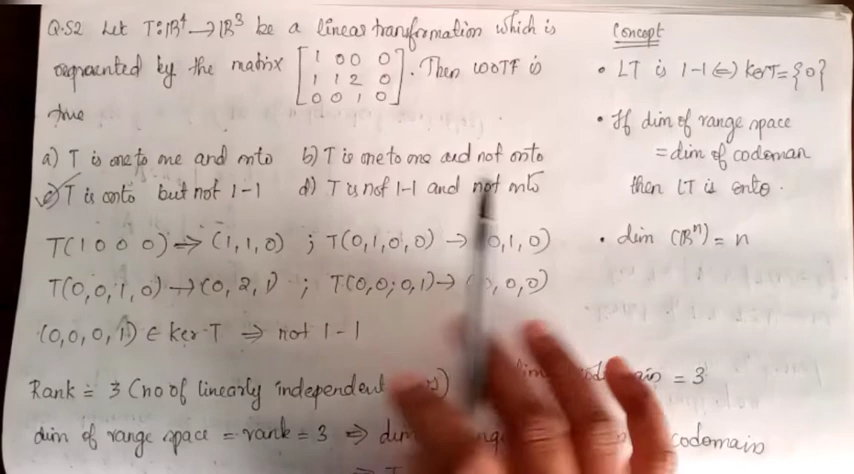 Q.52 Let T:ℝ⁴→ℝ³ be a linear transformation which is
represented by the matrix [1 0 0 0
1 1 2 0
0 0 1 0]. Then WOTF is
true
a) T is one to one and onto b) T is one to one and not onto
c) T is onto but not 1-1 d) T is not 1-1 and not onto
T(1 0 0 0) → (1,1,0) ; T(0,1,0,0) → 0,1,0)
T(0,0,1,0) → (0,2,1) ; T(0,0,0,1) → 0,0)
(0,0,0,1) ∈ Ker T ⇒ not 1-1
Rank = 3 (no of linearly independent = 3
dim of range space = rank = 3 ⇒ codomain
Concept
• LT is 1-1 ⇔ KerT = {0}
• If dim of range space
= dim of codoman
then LT is onto.
• dim (ℝⁿ) = n